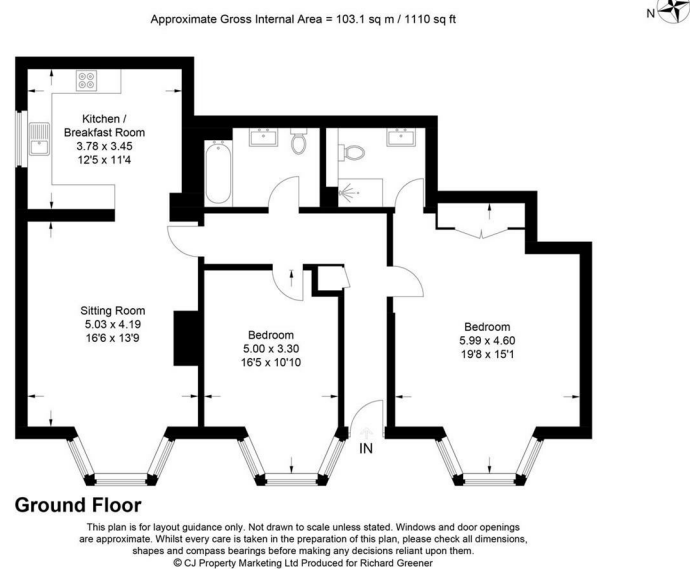 Approximate Gross Internal Area = 103.1 sq m / 1110 sq ft
N
Kitchen /
Breakfast Room
3.78 x 3.45
12'5 x 11'4
Sitting Room
5.03 x 4.19
16'6 x 13'9
Bedroom
5.00 x 3.30
16'5 x 10'10
Bedroom
5.99 x 4.60
19'8 x 15'1
IN
Ground Floor
This plan is for layout guidance only. Not drawn to scale unless stated. Windows and door openings
are approximate. Whilst every care is taken in the preparation of this plan, please check all dimensions,
shapes and compass bearings before making any decisions reliant upon them.
© CJ Property Marketing Ltd Produced for Richard Greener